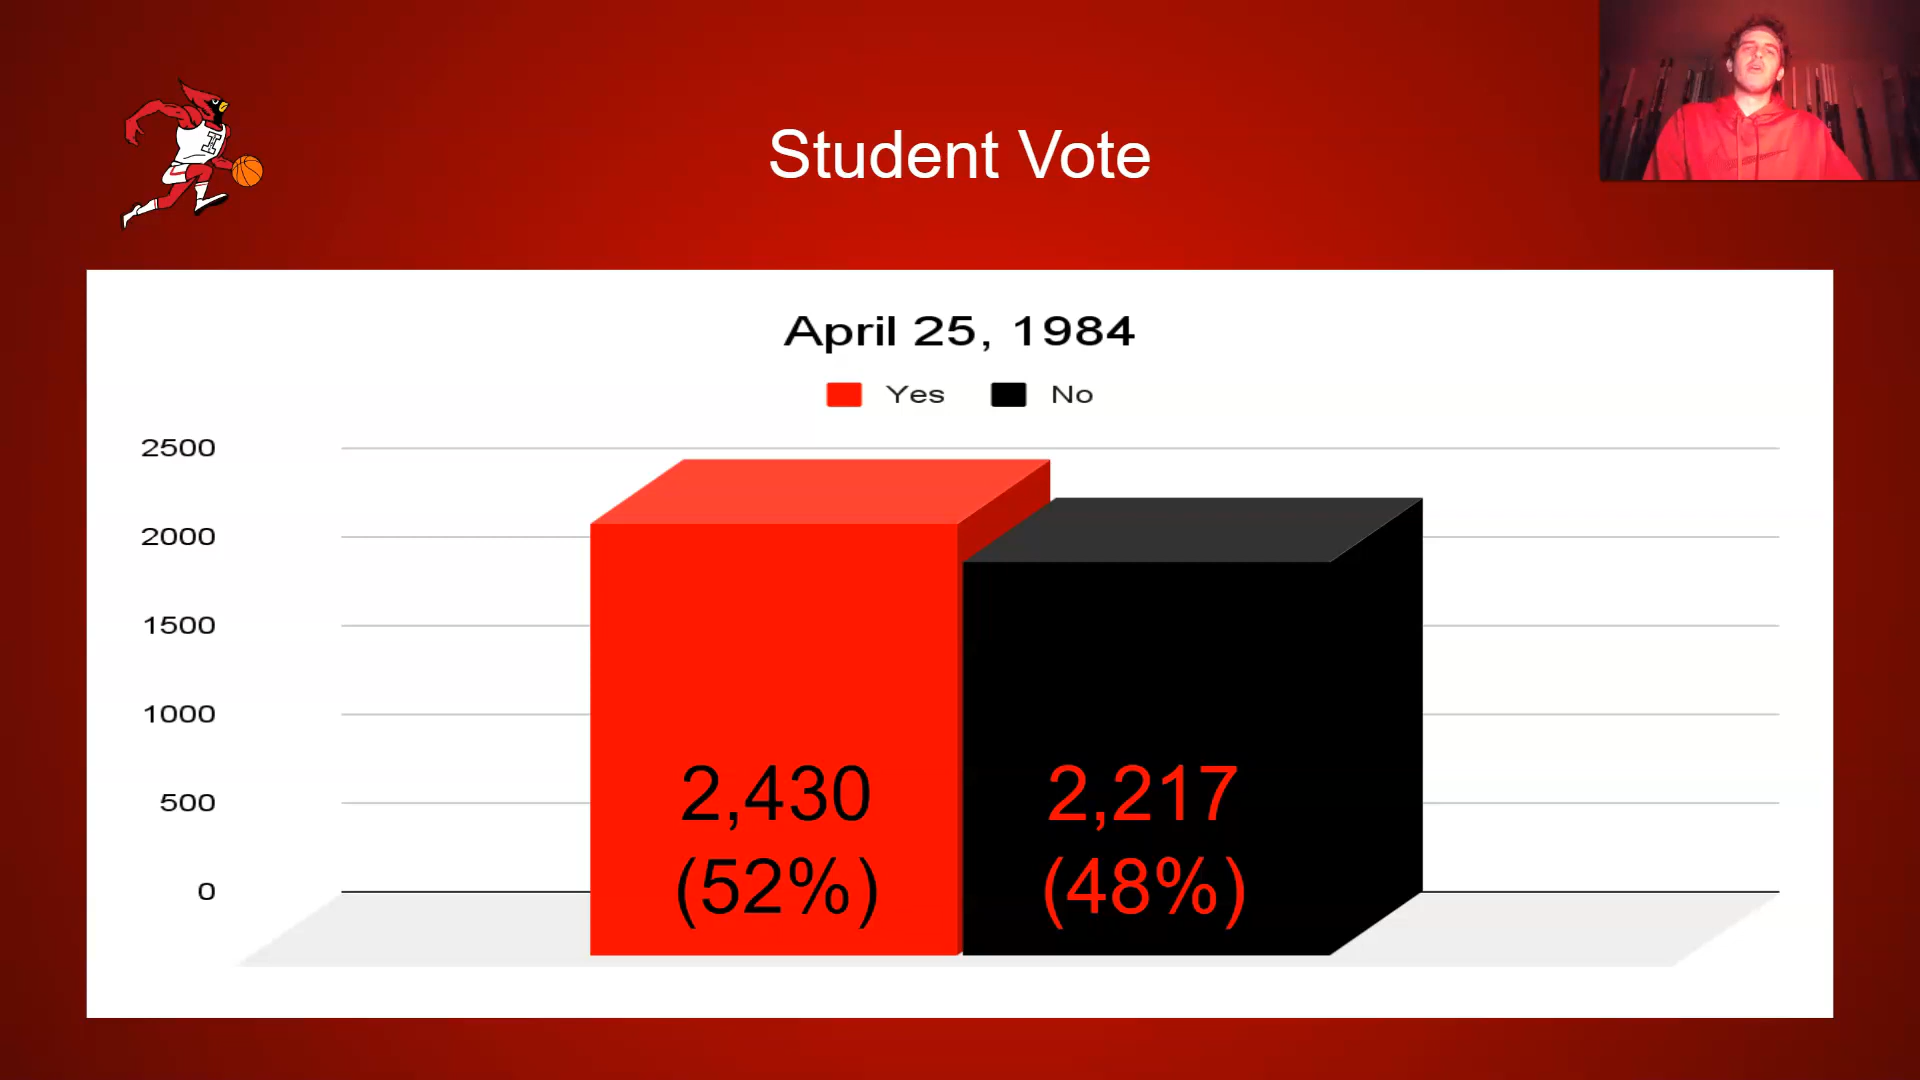 Student Vote
April 25, 1984
Yes No
2500
2000
1500
1000
500
0
2,430
(52%)
2,217
(48%)
I